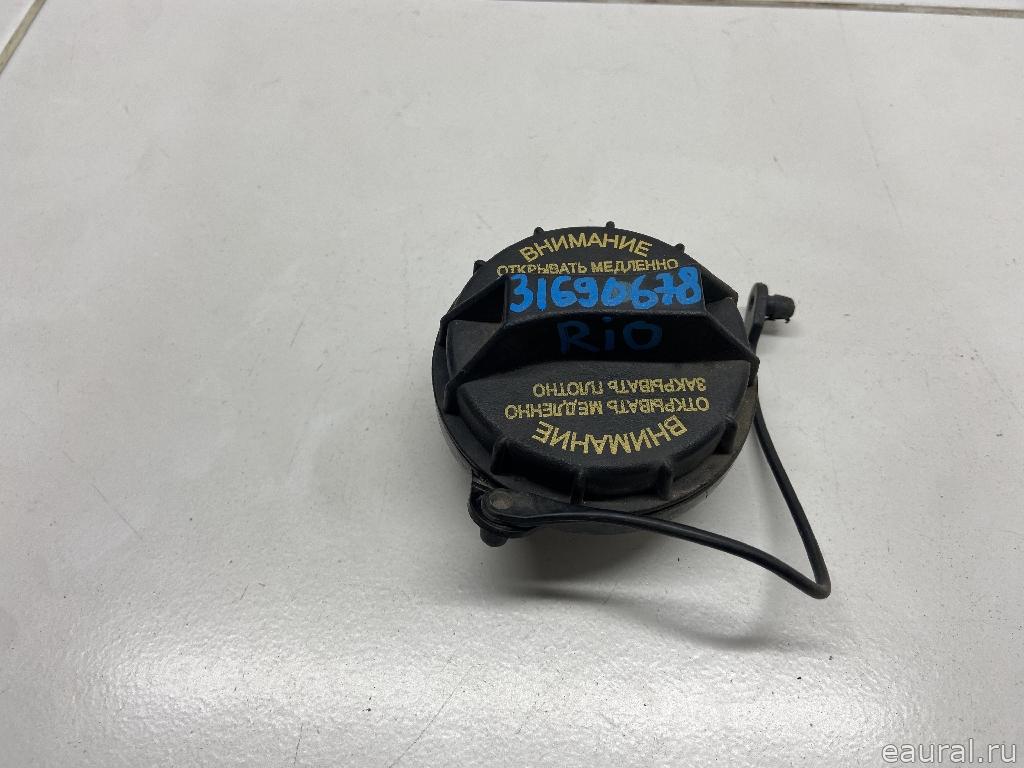 ВНИМАНИЕ
ОТКРЫВАТЬ МЕДЛЕННО
31690678
RiO
ВНИМАНИЕ
ОТКРЫВАТЬ МЕДЛЕННО
ЗАКРЫВАТЬ ПЛОТНО
eaural.ru